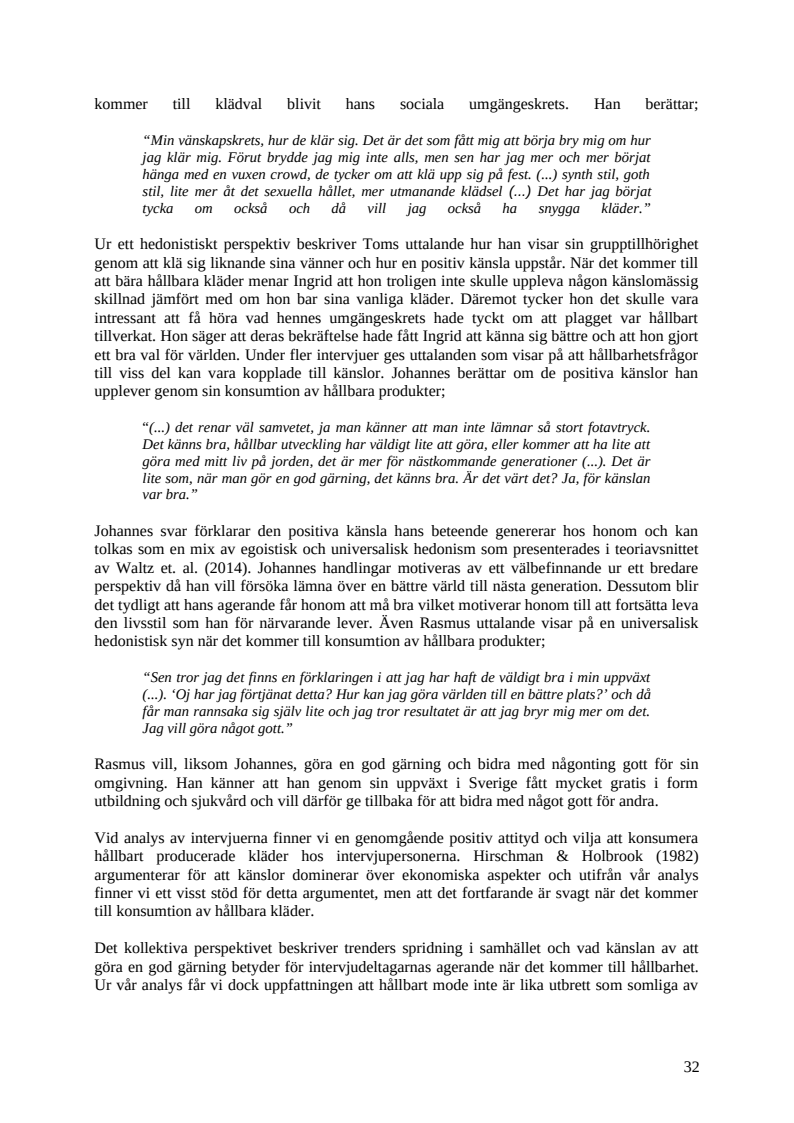 kommer till klädval blivit hans sociala umgängeskrets. Han berättar;
“Min vänskapskrets, hur de klär sig. Det är det som fått mig att börja bry mig om hur
jag klär mig. Förut brydde jag mig inte alls, men sen har jag mer och mer börjat
hänga med en vuxen crowd, de tycker om att klä upp sig på fest. (...) synth stil, goth
stil, lite mer åt det sexuella hållet, mer utmanande klädsel (...) Det har jag börjat
tycka om också och då vill jag också ha snygga kläder.”
Ur ett hedonistiskt perspektiv beskriver Toms uttalande hur han visar sin grupptillhörighet
genom att klä sig liknande sina vänner och hur en positiv känsla uppstår. När det kommer till
att bära hållbara kläder menar Ingrid att hon troligen inte skulle uppleva någon känslomässig
skillnad jämfört med om hon bar sina vanliga kläder. Däremot tycker hon det skulle vara
intressant att få höra vad hennes umgängeskrets hade tyckt om att plagget var hållbart
tillverkat. Hon säger att deras bekräftelse hade fått Ingrid att känna sig bättre och att hon gjort
ett bra val för världen. Under fler intervjuer ges uttalanden som visar på att hållbarhetsfrågor
till viss del kan vara kopplade till känslor. Johannes berättar om de positiva känslor han
upplever genom sin konsumtion av hållbara produkter;
“(...) det renar väl samvetet, ja man känner att man inte lämnar så stort fotavtryck.
Det känns bra, hållbar utveckling har väldigt lite att göra, eller kommer att ha lite att
göra med mitt liv på jorden, det är mer för nästkommande generationer (...). Det är
lite som, när man gör en god gärning, det känns bra. Är det värt det? Ja, för känslan
var bra.”
Johannes svar förklarar den positiva känsla hans beteende genererar hos honom och kan
tolkas som en mix av egoistisk och universalisk hedonism som presenterades i teoriavsnittet
av Waltz et. al. (2014). Johannes handlingar motiveras av ett välbefinnande ur ett bredare
perspektiv då han vill försöka lämna över en bättre värld till nästa generation. Dessutom blir
det tydligt att hans agerande får honom att må bra vilket motiverar honom till att fortsätta leva
den livsstil som han för närvarande lever. Även Rasmus uttalande visar på en universalisk
hedonistisk syn när det kommer till konsumtion av hållbara produkter;
“Sen tror jag det finns en förklaringen i att jag har haft de väldigt bra i min uppväxt
(...). ‘Oj har jag förtjänat detta? Hur kan jag göra världen till en bättre plats?’ och då
får man rannsaka sig själv lite och jag tror resultatet är att jag bryr mig mer om det.
Jag vill göra något gott.”
Rasmus vill, liksom Johannes, göra en god gärning och bidra med någonting gott för sin
omgivning. Han känner att han genom sin uppväxt i Sverige fått mycket gratis i form
utbildning och sjukvård och vill därför ge tillbaka för att bidra med något gott för andra.
Vid analys av intervjuerna finner vi en genomgående positiv attityd och vilja att konsumera
hållbart producerade kläder hos intervjupersonerna. Hirschman & Holbrook (1982)
argumenterar för att känslor dominerar över ekonomiska aspekter och utifrån vår analys
finner vi ett visst stöd för detta argumentet, men att det fortfarande är svagt när det kommer
till konsumtion av hållbara kläder.
Det kollektiva perspektivet beskriver trenders spridning i samhället och vad känslan av att
göra en god gärning betyder för intervjudeltagarnas agerande när det kommer till hållbarhet.
Ur vår analys får vi dock uppfattningen att hållbart mode inte är lika utbrett som somliga av
32